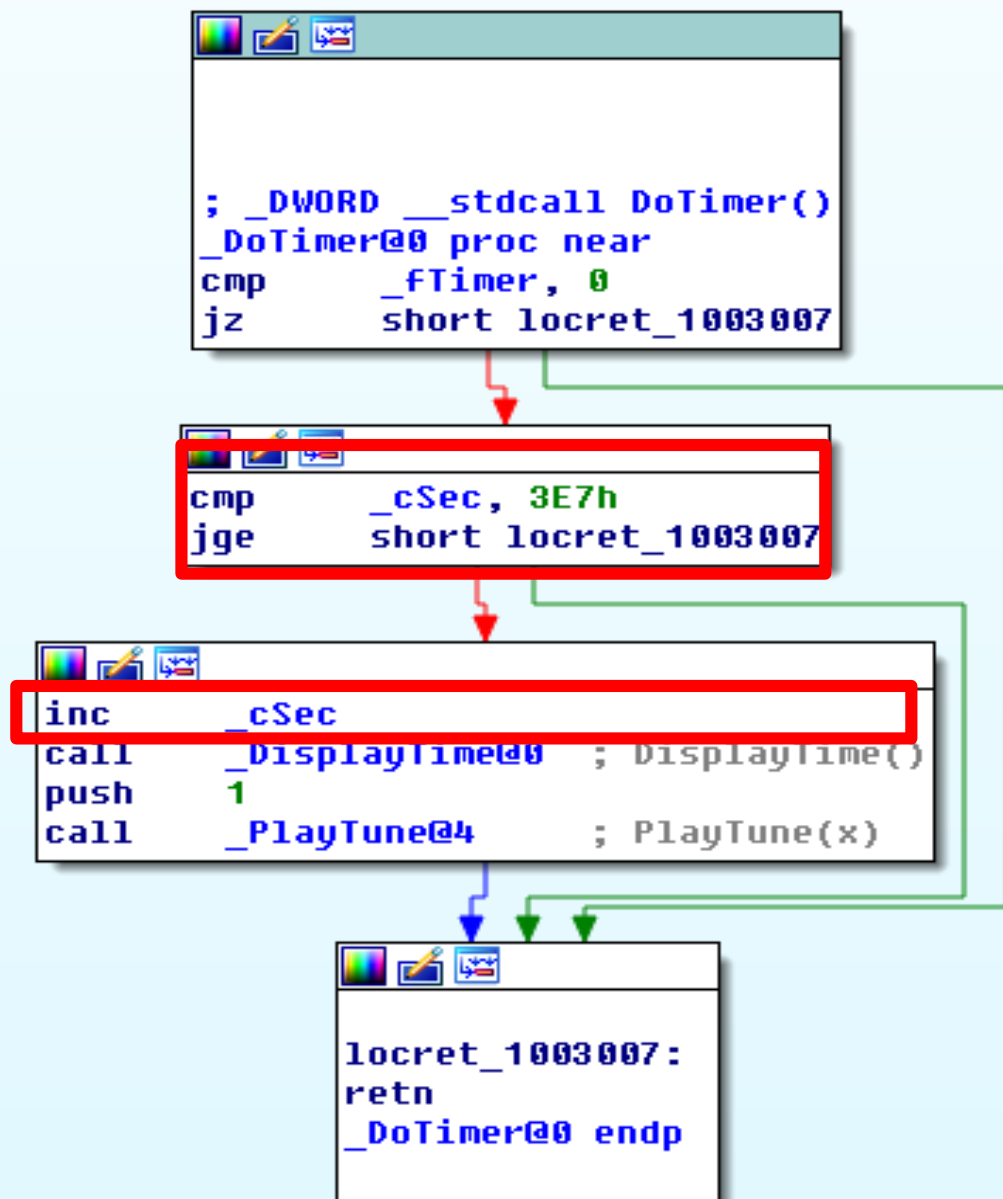 ; _DWORD __stdcall DoTimer()
_DoTimer@0 proc near
cmp _fTimer, 0
jz short locret_1003007
cmp _cSec, 3E7h
jge short locret_1003007
inc _cSec
call _DisplayTime@0 ; DisplayTime()
push 1
call _PlayTune@4 ; PlayTune(x)
locret_1003007:
retn
_DoTimer@0 endp